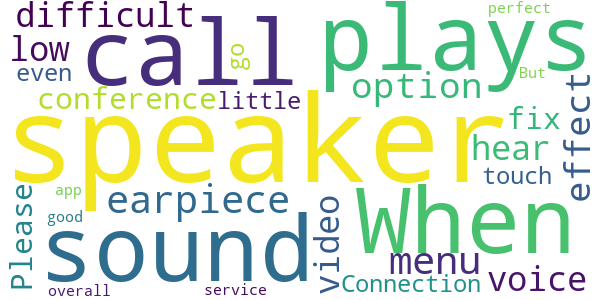 difficult
perfect
low
call
go
plays
even
option
But
conference
little
effect
speaker
fix
hear
touch
Please
app
earpiece
When
good
sound
video
menu
voice
Connection
overall
service